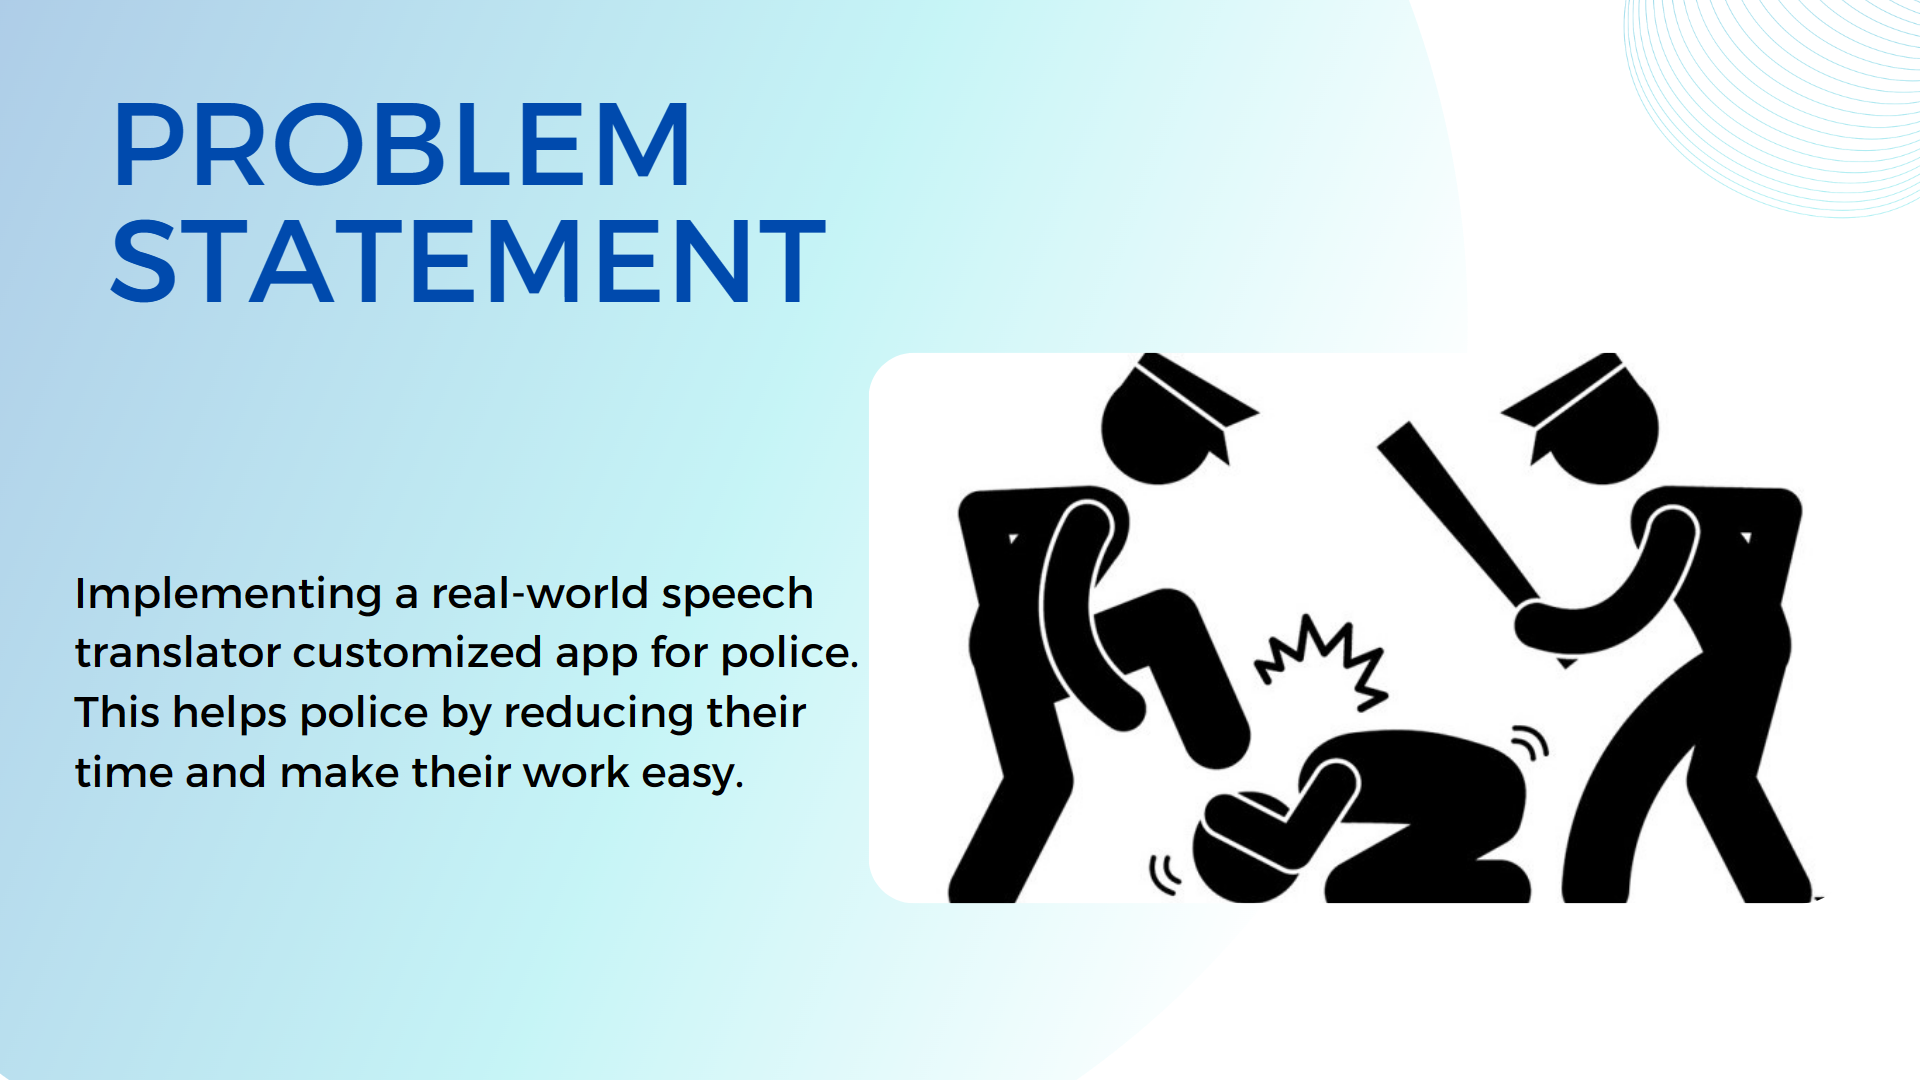 PROBLEM
STATEMENT
Implementing a real-world speech
translator customized app for police.
This helps police by reducing their
time and make their work easy.